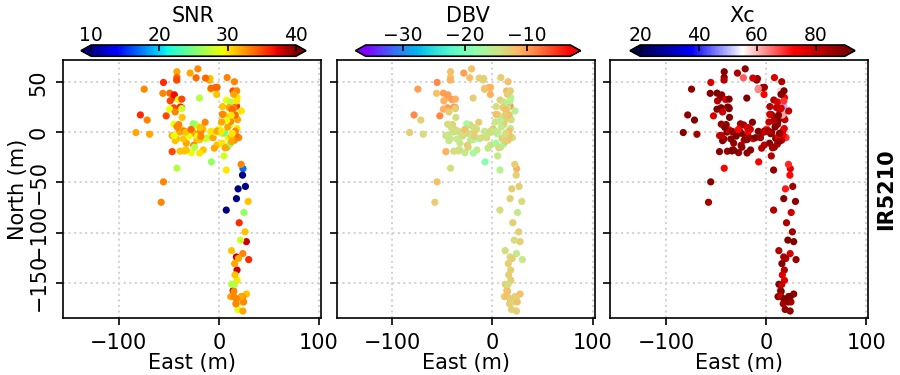 SNR DBV Xc
10 20 30 40 −30 −20 −10 20 40 60 80
50
0
−50
−100
−150
North (m)
IR5210
−100 0 100 −100 0 100 −100 0 100
East (m) East (m) East (m)